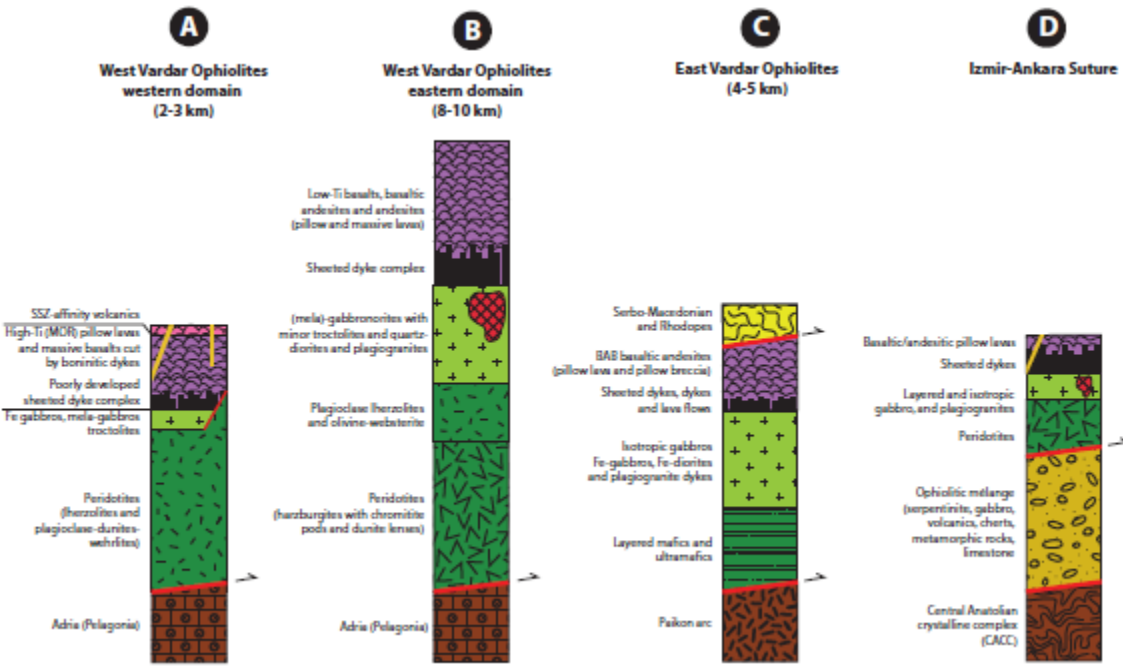 A
West Vardar Ophiolites
western domain
(2-3 km)
SSZ-affinity volcanics
High-Ti (MOR) pillow lavas
and massive basalts cut
by boninitic dykes
Poorly developed
sheeted dyke complex
Fe gabbros, mela-gabbros
troctolites
Peridotites
(lherzolites and
plagioclase-dunites-
wehrlites)
Adria (Pelagonia)
B
West Vardar Ophiolites
eastern domain
(8-10 km)
Low-Ti basalts, basaltic
andesites and andesites
(pillow and massive lavas)
Sheeted dyke complex
(mela)-gabbronorites with
minor troctolites and quartz-
diorites and plagiogranites
Plagioclase lherzolites
and olivine-websterite
Peridotites
(harzburgites with chromitite
pods and dunite lenses)
Adria (Pelagonia)
C
East Vardar Ophiolites
(4-5 km)
Serbo-Macedonian
and Rhodopes
BAB basaltic andesites
(pillow lava and pillow breccia)
Sheeted dykes, dykes
and lava flows
Isotropic gabbros
Fe-gabbros, Fe-diorites
and plagiogranite dykes
Layered mafics and
ultramafics
Paikon arc
D
Izmir-Ankara Suture
Basaltic/andesitic pillow lavas
Sheeted dykes
Layered and isotropic
gabbro, and plagiogranites
Peridotites
Ophiolitic mélange
(serpentinite, gabbro,
volcanics, cherts,
metamorphic rocks,
limestone
Central Anatolian
crystalline complex
(CACC)